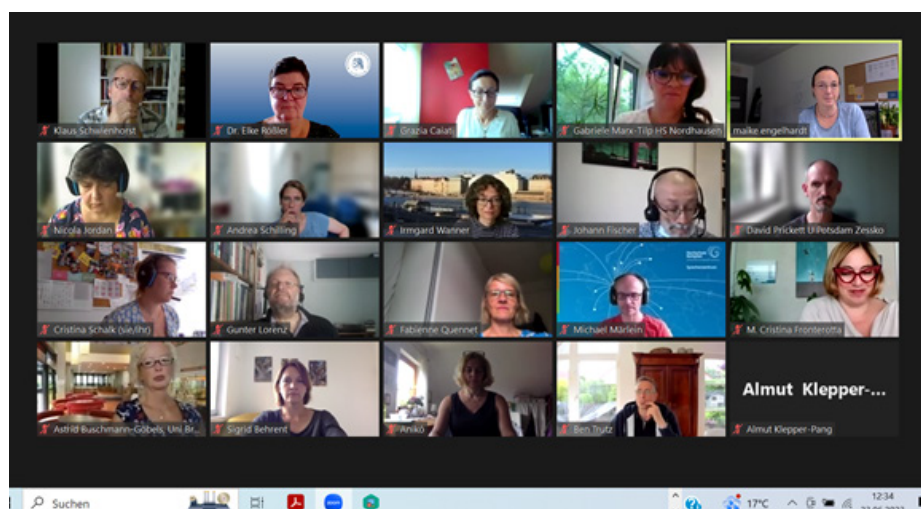 Klaus Schwienhorst
Dr. Elke Rößler
Grazia Calati
Gabriele Marx-Tilp HS Nordhausen
maike engelhardt
Nicola Jordan
Andrea Schilling
Irmgard Wanner
Johann Fischer
David Prickett U Potsdam Zessko
Cristina Schalk (sie/ihr)
Gunter Lorenz
Fabienne Quennet
Michael Märlein
M. Cristina Fronterotta
Astrid Buschmann-Göbels, Uni Br...
Sigrid Behrent
Anikó
Ben Trutz
Almut Klepper-...
Almut Klepper-Pang
Suchen
17°C
12:34